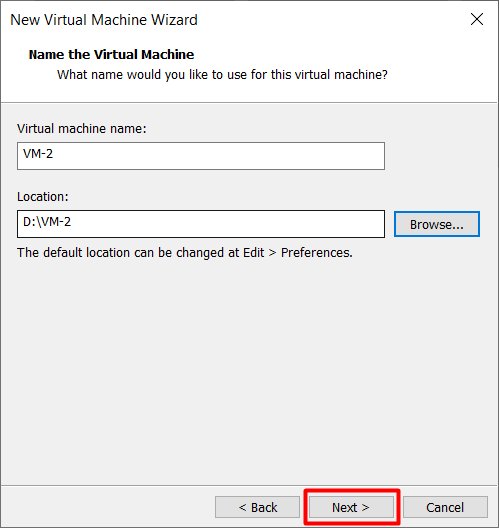 New Virtual Machine Wizard
Name the Virtual Machine
What name would you like to use for this virtual machine?
Virtual machine name:
VM-2
Location:
D:\VM-2
Browse...
The default location can be changed at Edit > Preferences.
< Back
Next >
Cancel